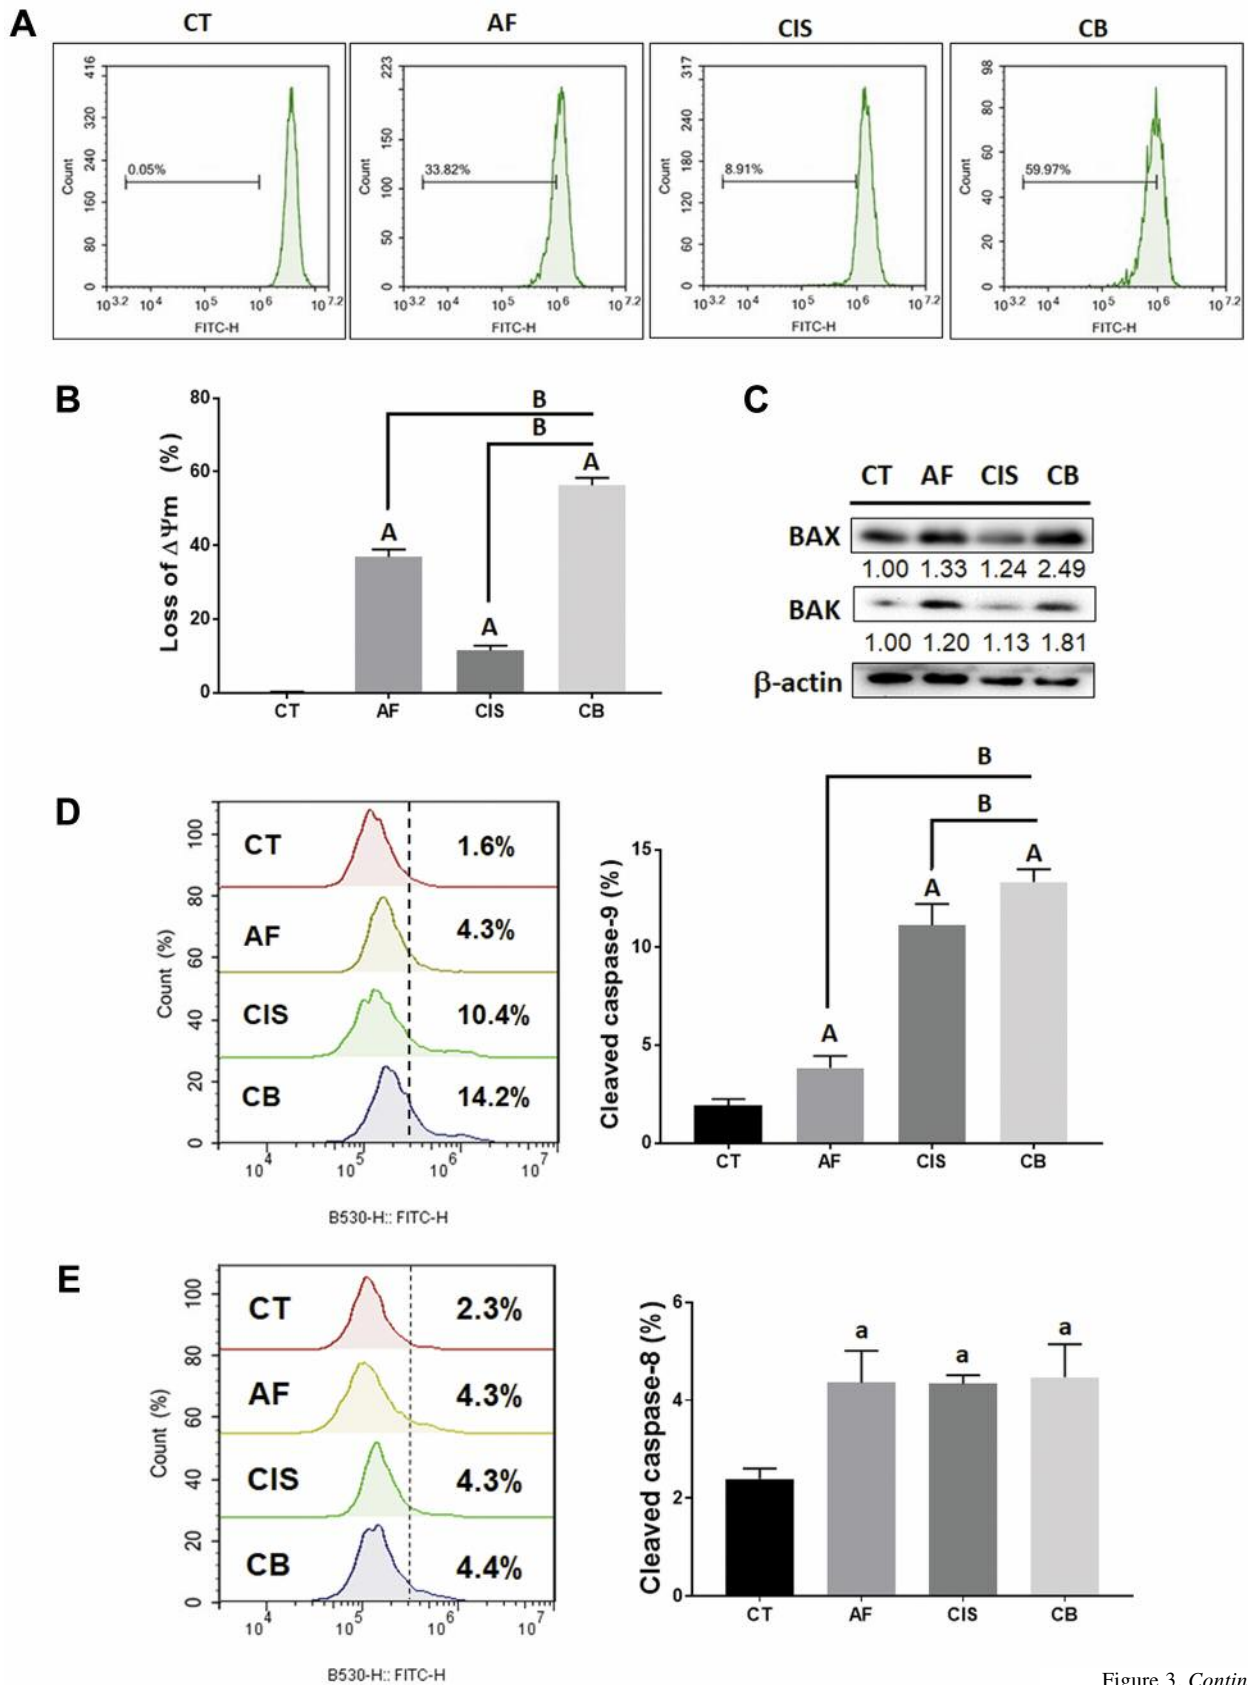 A
CT
AF
CIS
CB
416
320
240
160
80
0
Count
0.05%
10^3.2 10^4 10^5 10^6 10^7.2
FITC-H
223
150
100
50
0
Count
33.82%
10^3.2 10^4 10^5 10^6 10^7.2
FITC-H
317
240
180
120
60
0
Count
8.91%
10^3.2 10^4 10^5 10^6 10^7.2
FITC-H
98
80
60
40
20
0
Count
59.97%
10^3.2 10^4 10^5 10^6 10^7.2
FITC-H
B
Loss of ΔΨm (%)
80
60
40
20
0
B
B
A
A
A
CT AF CIS CB
C
CT AF CIS CB
BAX
1.00 1.33 1.24 2.49
BAK
1.00 1.20 1.13 1.81
β-actin
D
Count (%)
100
80
60
40
20
0
CT 1.6%
AF 4.3%
CIS 10.4%
CB 14.2%
10^4 10^5 10^6 10^7
B530-H:: FITC-H
Cleaved caspase-9 (%)
15
10
5
0
B
B
A
A
A
CT AF CIS CB
E
Count (%)
100
80
60
40
20
0
CT 2.3%
AF 4.3%
CIS 4.3%
CB 4.4%
10^4 10^5 10^6 10^7
B530-H:: FITC-H
Cleaved caspase-8 (%)
6
4
2
0
a
a
a
CT AF CIS CB
Figure 3. Contin